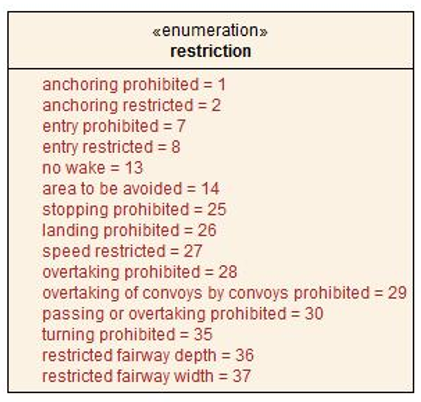 «enumeration»
restriction
anchoring prohibited = 1
anchoring restricted = 2
entry prohibited = 7
entry restricted = 8
no wake = 13
area to be avoided = 14
stopping prohibited = 25
landing prohibited = 26
speed restricted = 27
overtaking prohibited = 28
overtaking of convoys by convoys prohibited = 29
passing or overtaking prohibited = 30
turning prohibited = 35
restricted fairway depth = 36
restricted fairway width = 37